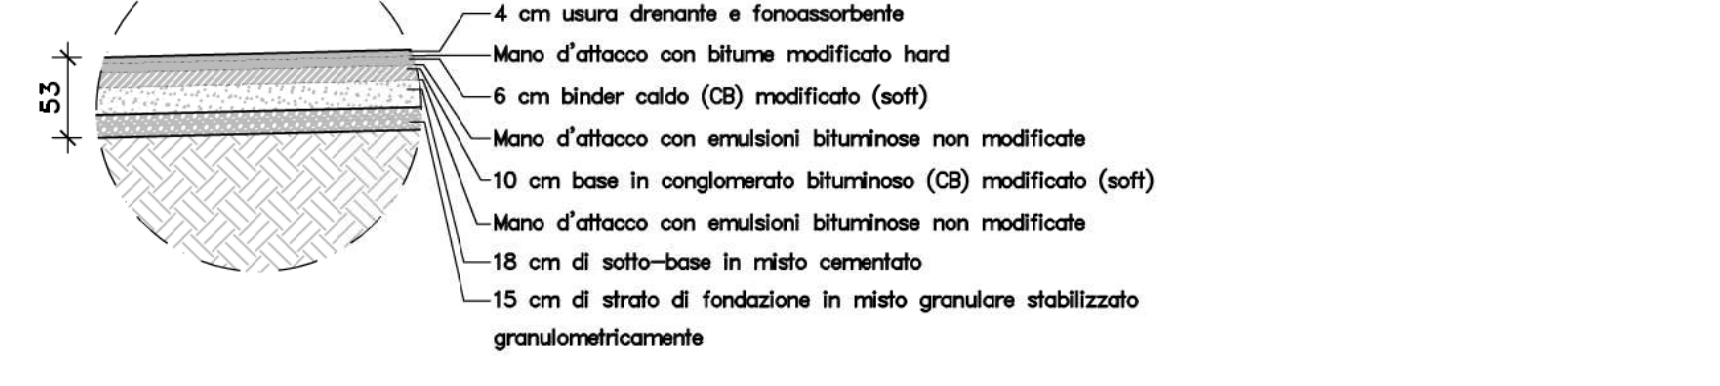 4 cm usura drenante e fonoassorbente
Mano d'attacco con bitume modificato hard
53
6 cm binder caldo (CB) modificato (soft)
Mano d'attacco con emulsioni bituminose non modificate
10 cm base in conglomerato bituminoso (CB) modificato (soft)
Mano d'attacco con emulsioni bituminose non modificate
18 cm di sotto-base in misto cementato
15 cm di strato di fondazione in misto granulare stabilizzato
granulometricamente